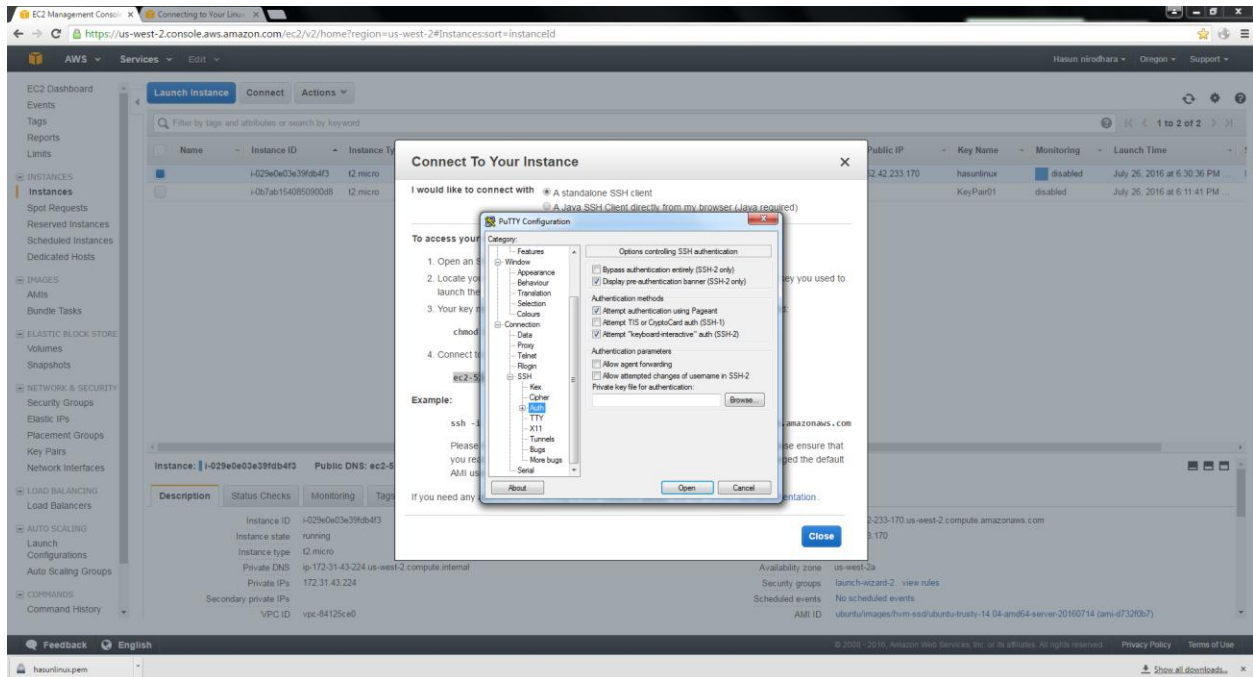 EC2 Management Consol
Connecting to Your Linux
https://us-west-2.console.aws.amazon.com/ec2/v2/home?region=us-west-2#Instances:sort=instanceId
AWS Services Edit
Hasun nirodhara Oregon Support
EC2 Dashboard
Events
Tags
Reports
Limits
INSTANCES
Instances
Spot Requests
Reserved Instances
Scheduled Instances
Dedicated Hosts
IMAGES
AMIs
Bundle Tasks
ELASTIC BLOCK STORE
Volumes
Snapshots
NETWORK & SECURITY
Security Groups
Elastic IPs
Placement Groups
Key Pairs
Network Interfaces
LOAD BALANCING
Load Balancers
AUTO SCALING
Launch
Configurations
Auto Scaling Groups
COMMANDS
Command History
Launch Instance Connect Actions
Filter by tags and attributes or search by keyword
1 to 2 of 2
Name Instance ID Instance Ty Public IP Key Name Monitoring Launch Time
i-029e0e03e39fdb4f3 t2.micro 2.42.233.170 hasunlinux disabled July 26, 2016 at 6:30:36 PM
i-0b7ab1540860900d8 t2.micro KeyPair01 disabled July 26, 2016 at 6:11:41 PM
Connect To Your Instance
I would like to connect with A standalone SSH client
A Java SSH Client directly from my browser (Java required)
To access your
1. Open an S
2. Locate yo ey you used to
launch the
3. Your key
chmod
4. Connect to
ec2-5
Example:
ssh -i .amazonaws.com
Please se ensure that
you rea ged the default
AMI us
If you need any entation.
Close
PuTTY Configuration
Category:
Features
Window
Appearance
Behaviour
Translation
Selection
Colours
Connection
Data
Proxy
Telnet
Rlogin
SSH
Kex
Cipher
Auth
TTY
X11
Tunnels
Bugs
More bugs
Serial
Options controlling SSH authentication
Bypass authentication entirely (SSH-2 only)
Display pre-authentication banner (SSH-2 only)
Authentication methods
Attempt authentication using Pageant
Attempt TIS or CryptoCard auth (SSH-1)
Attempt "keyboard-interactive" auth (SSH-2)
Authentication parameters
Allow agent forwarding
Allow attempted changes of username in SSH-2
Private key file for authentication:
Browse...
About Open Cancel
Instance: i-029e0e03e39fdb4f3 Public DNS: ec2-5
Description Status Checks Monitoring Tags
Instance ID i-029e0e03e39fdb4f3
Instance state running
Instance type t2.micro
Private DNS ip-172-31-43-224.us-west-2.compute.internal
Private IPs 172.31.43.224
Secondary private IPs
VPC ID vpc-84125ce0
2-233-170.us-west-2.compute.amazonaws.com
3.170
Availability zone us-west-2a
Security groups launch-wizard-2. view rules
Scheduled events No scheduled events
AMI ID ubuntu/images/hvm-ssd/ubuntu-trusty-14.04-amd64-server-20160714 (ami-d732f0b7)
Feedback English
© 2008 - 2016, Amazon Web Services, Inc. or its affiliates. All rights reserved. Privacy Policy Terms of Use
hasunlinux.pem
Show all downloads...